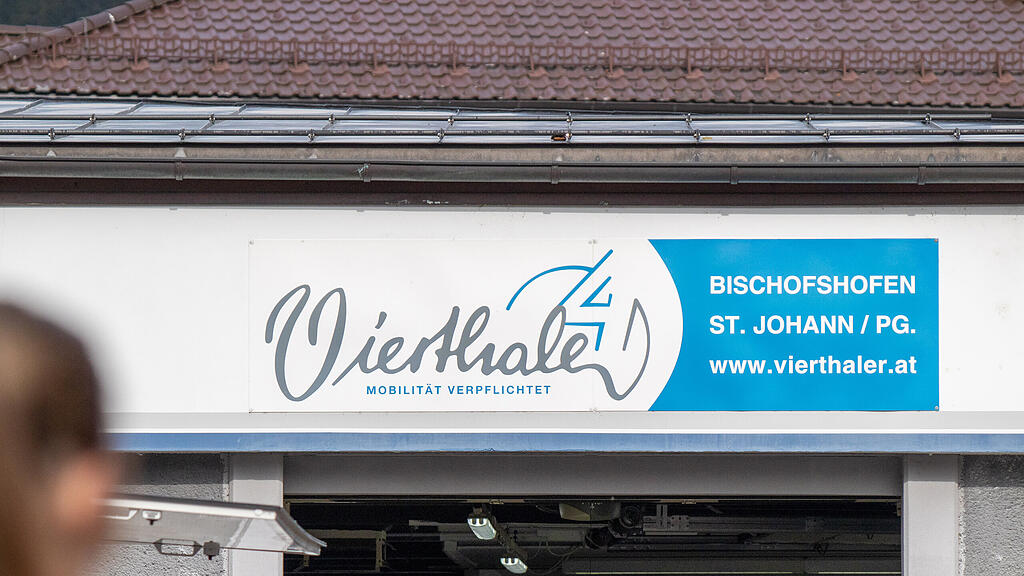 Vierthaler
MOBILITÄT VERPFLICHTET
BISCHOFSHOFEN
ST. JOHANN / PG.
www.vierthaler.at